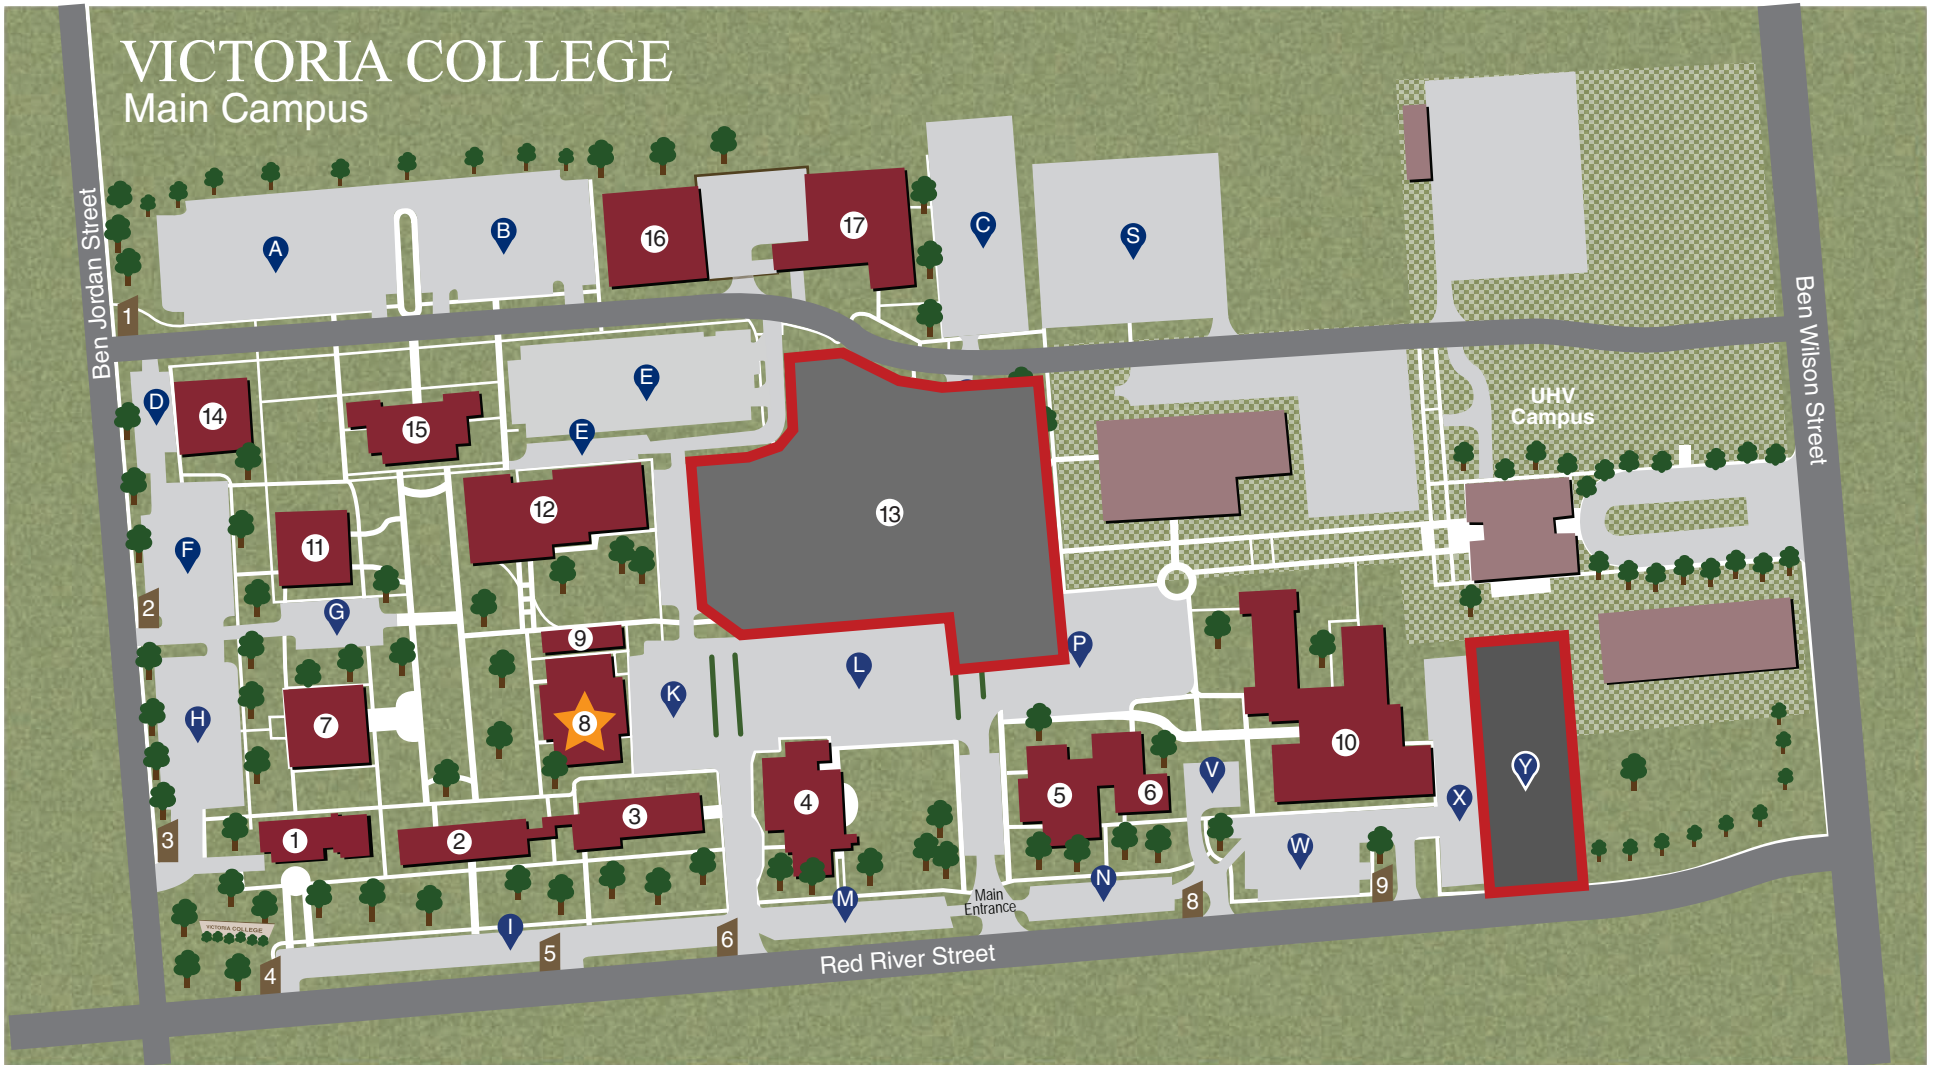 VICTORIA COLLEGE
Main Campus
Ben Jordan Street
Ben Wilson Street
Red River Street
UHV
Campus
Main
Entrance
VICTORIA COLLEGE
A
B
C
S
D
E
E
F
G
H
I
K
L
M
N
P
V
W
X
Y
1
2
3
4
5
6
8
9
1
2
3
4
5
6
7
8
9
10
11
12
13
14
15
16
17